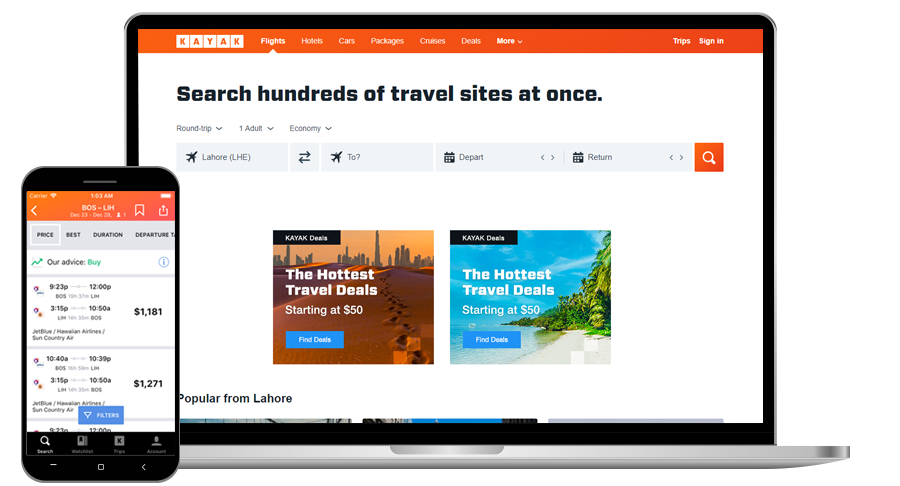 KAYAK Flights Hotels Cars Packages Cruises Deals More Trips Sign in
Search hundreds of travel sites at once.
Round-trip 1 Adult Economy
Lahore (LHE) To? Depart Return
KAYAK Deals
The Hottest
Travel Deals
Starting at $50
Find Deals
KAYAK Deals
The Hottest
Travel Deals
Starting at $50
Find Deals
Popular from Lahore
Carrier 1:03 AM
BOS – LIH
Dec 23 – Dec 28, 1
PRICE BEST DURATION DEPARTURE TA
Our advice: Buy
9:23p 12:00p
BOS 19h 37m LIH
3:15p 10:50a
LIH 14h 35m BOS
$1,181
JetBlue / Hawaiian Airlines /
Sun Country Air
10:40a 10:39p
BOS 16h 59m LIH
3:15p 10:50a
LIH 14h 35m BOS
$1,271
JetBlue / Hawaiian Airlines /
Sun Country Air
FILTERS
9:23p 12:00p
Search Watchlist Trips Account